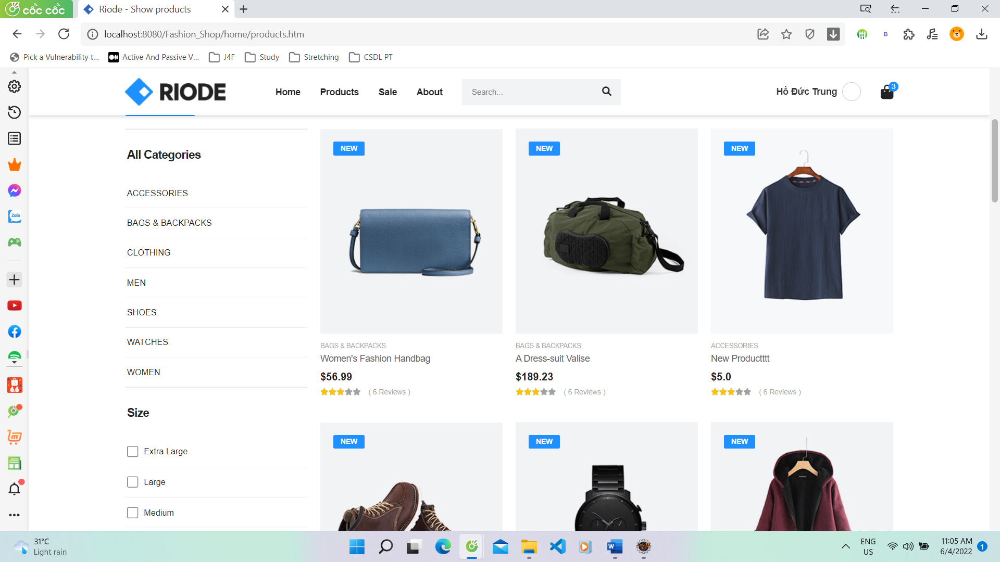 cốc cốc
Riode - Show products
localhost:8080/Fashion_Shop/home/products.htm
Pick a Vulnerability t...
Active And Passive V...
J4F
Study
Stretching
CSDL PT
RIODE
Home
Products
Sale
About
Search...
Hồ Đức Trung
3
All Categories
ACCESSORIES
BAGS & BACKPACKS
CLOTHING
MEN
SHOES
WATCHES
WOMEN
Size
Extra Large
Large
Medium
NEW
BAGS & BACKPACKS
Women's Fashion Handbag
$56.99
( 6 Reviews )
NEW
BAGS & BACKPACKS
A Dress-suit Valise
$189.23
( 6 Reviews )
NEW
ACCESSORIES
New Productttt
$5.0
( 6 Reviews )
NEW
NEW
NEW
Zalo
B
31°C
Light rain
ENG
US
11:05 AM
6/4/2022
1